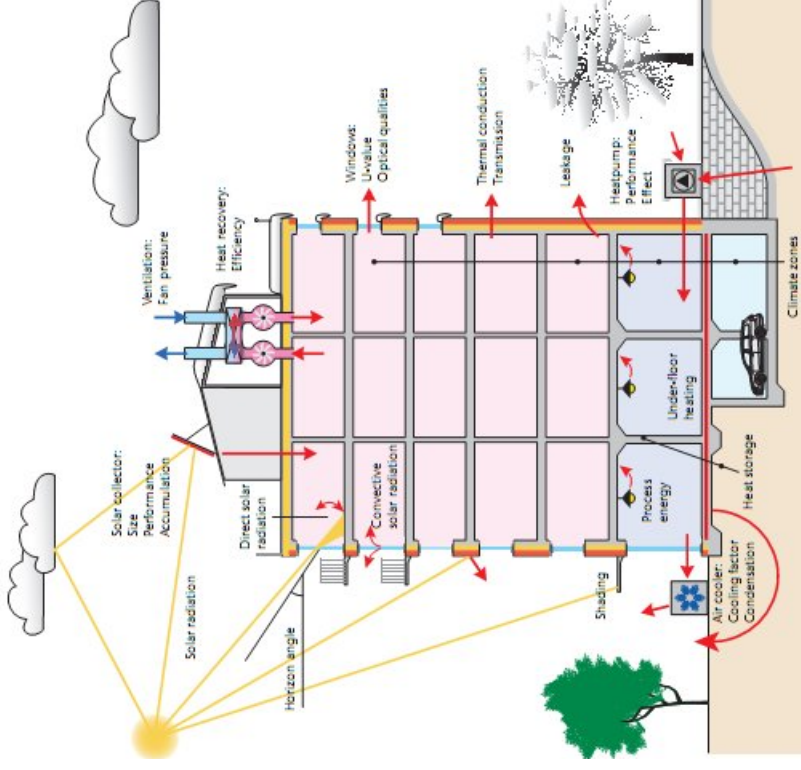 Ventilation:
Fan pressure
Heat recovery:
Efficiency
Solar collector:
Size
Performance
Accumulation
Solar radiation
Direct solar
radiation
Horizon angle
Convective
solar radiation
Windows:
U-value
Optical qualities
Thermal conduction
Transmission
Leakage
Heatpump:
Performance
Effect
Shading
Process
energy
Under-floor
heating
Air cooler:
Cooling factor
Condensation
Heat storage
Climate zones